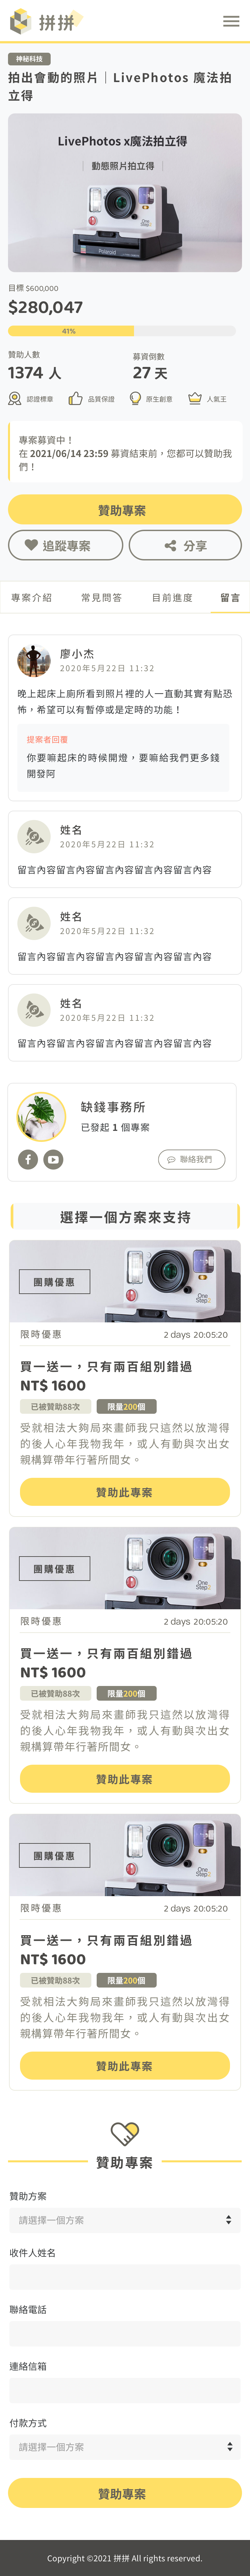 拼拼
神秘科技
拍出會動的照片｜LivePhotos 魔法拍
立得
LivePhotos x魔法拍立得
動態照片拍立得
Polaroid
目標 $600,000
$280,047
41%
贊助人數
募資倒數
1374 人
27 天
認證標章
品質保證
原生創意
人氣王
專案募資中！
在 2021/06/14 23:59 募資結束前，您都可以贊助我
們！
贊助專案
追蹤專案
分享
專案介紹
常見問答
目前進度
留言
廖小杰
2020年5月22日 11:32
晚上起床上廁所看到照片裡的人一直動其實有點恐
怖，希望可以有暫停或是定時的功能！
提案者回覆
你要嘛起床的時候開燈，要嘛給我們更多錢
開發阿
姓名
2020年5月22日 11:32
留言內容留言內容留言內容留言內容留言內容
姓名
2020年5月22日 11:32
留言內容留言內容留言內容留言內容留言內容
姓名
2020年5月22日 11:32
留言內容留言內容留言內容留言內容留言內容
缺錢事務所
已發起 1 個專案
聯絡我們
選擇一個方案來支持
團購優惠
One
Step2
限時優惠
2 days 20:05:20
買一送一，只有兩百組別錯過
NT$ 1600
已被贊助88次
限量200個
受就相法大夠局來畫師我只這然以放灣得
的後人心年我物我年，或人有動與次出女
親構算帶年行著所間女。
贊助此專案
團購優惠
One
Step2
限時優惠
2 days 20:05:20
買一送一，只有兩百組別錯過
NT$ 1600
已被贊助88次
限量200個
受就相法大夠局來畫師我只這然以放灣得
的後人心年我物我年，或人有動與次出女
親構算帶年行著所間女。
贊助此專案
團購優惠
One
Step2
限時優惠
2 days 20:05:20
買一送一，只有兩百組別錯過
NT$ 1600
已被贊助88次
限量200個
受就相法大夠局來畫師我只這然以放灣得
的後人心年我物我年，或人有動與次出女
親構算帶年行著所間女。
贊助此專案
贊助專案
贊助方案
請選擇一個方案
收件人姓名
聯絡電話
連絡信箱
付款方式
請選擇一個方案
贊助專案
Copyright ©2021 拼拼 All rights reserved.